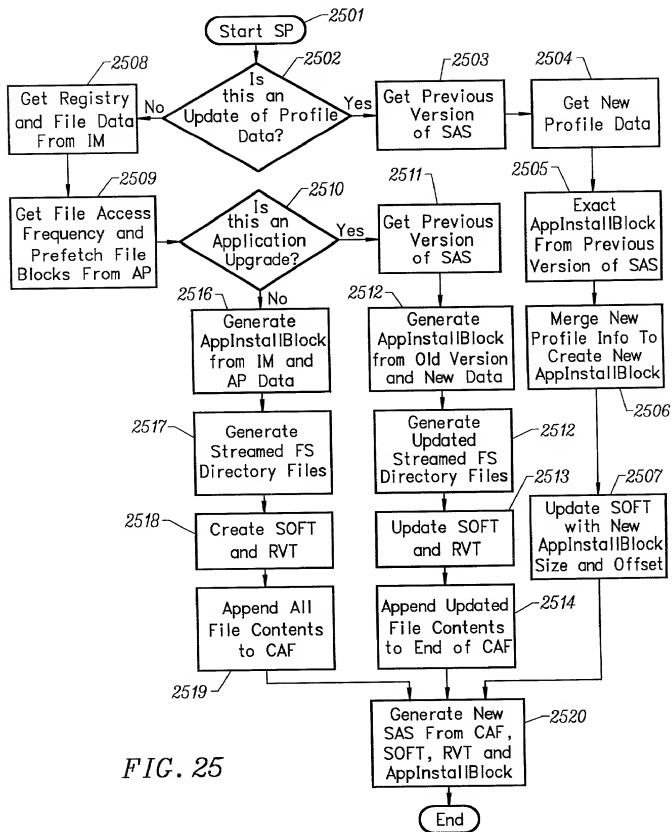 2501
Start SP
2502
Is
this an
Update of Profile
Data?
No
Yes
2508
Get Registry
and File Data
From IM
2503
Get Previous
Version
of SAS
2504
Get New
Profile Data
2509
Get File Access
Frequency and
Prefetch File
Blocks From AP
2510
Is
this an
Application
Upgrade?
Yes
No
2511
Get Previous
Version
of SAS
2505
Exact
AppInstallBlock
From Previous
Version of SAS
2516
Generate
AppInstallBlock
from IM and
AP Data
2512
Generate
AppInstallBlock
from Old Version
and New Data
Merge New
Profile Info To
Create New
AppInstallBlock
2506
2517
Generate
Streamed FS
Directory Files
Generate
Updated
Streamed FS
Directory Files
2512
2507
Update SOFT
with New
AppInstallBlock
Size and Offset
2518
Create SOFT
and RVT
2513
Update SOFT
and RVT
Append All
File Contents
to CAF
2519
2514
Append Updated
File Contents
to End of CAF
Generate New
SAS From CAF,
SOFT, RVT and
AppInstallBlock
2520
End
FIG. 25